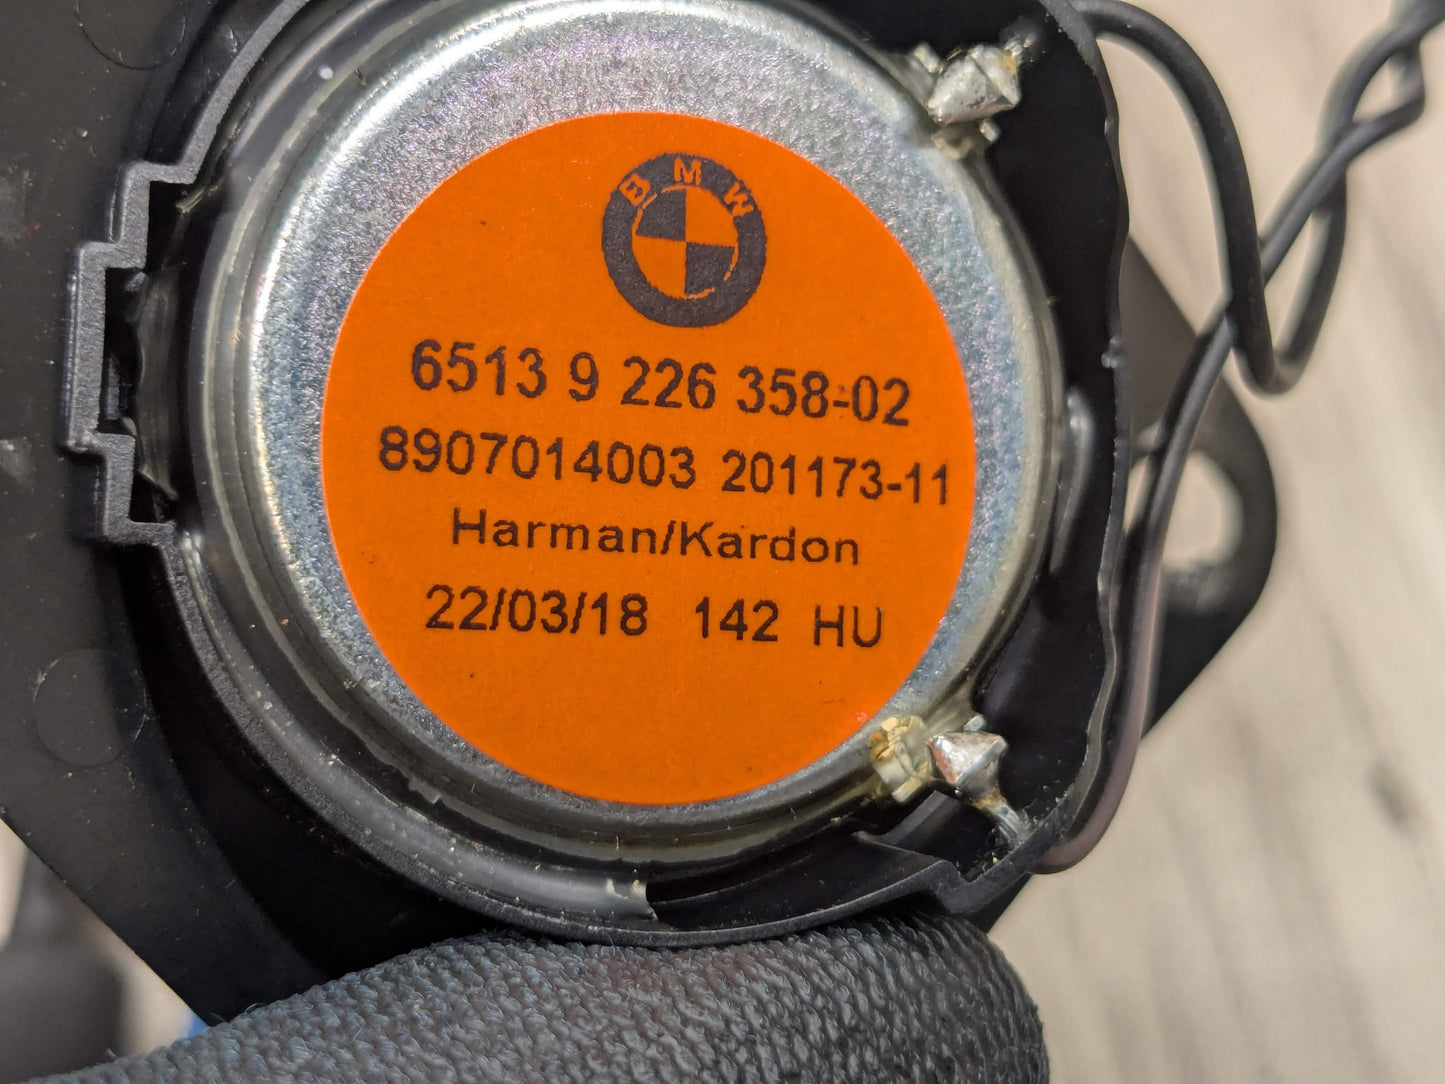 BMW
6513 9 226 358-02
8907014003 201173-11
Harman/Kardon
22/03/18 142 HU